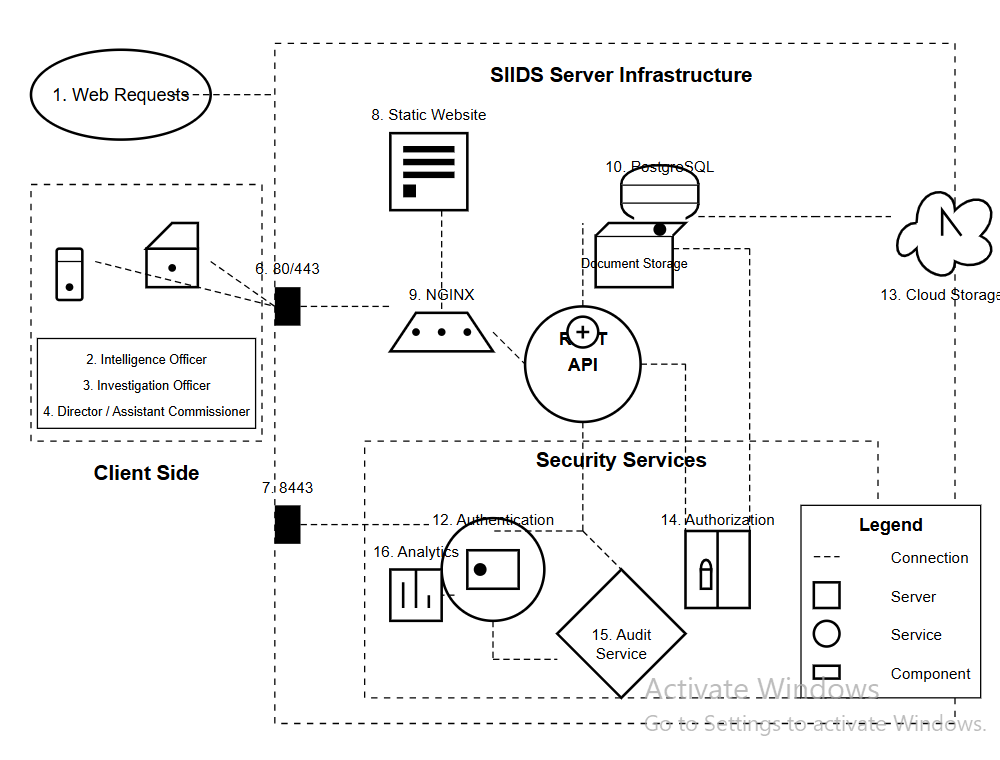 SIIDS Server Infrastructure
1. Web Requests
8. Static Website
10. PostgreSQL
Document Storage
6. 80/443
9. NGINX
13. Cloud Storage
API
2. Intelligence Officer
3. Investigation Officer
4. Director / Assistant Commissioner
Client Side
7. 8443
Security Services
12. Authentication
14. Authorization
16. Analytics
15. Audit
Service
Legend
Connection
Server
Service
Component
Activate Windows
Go to Settings to activate Windows.